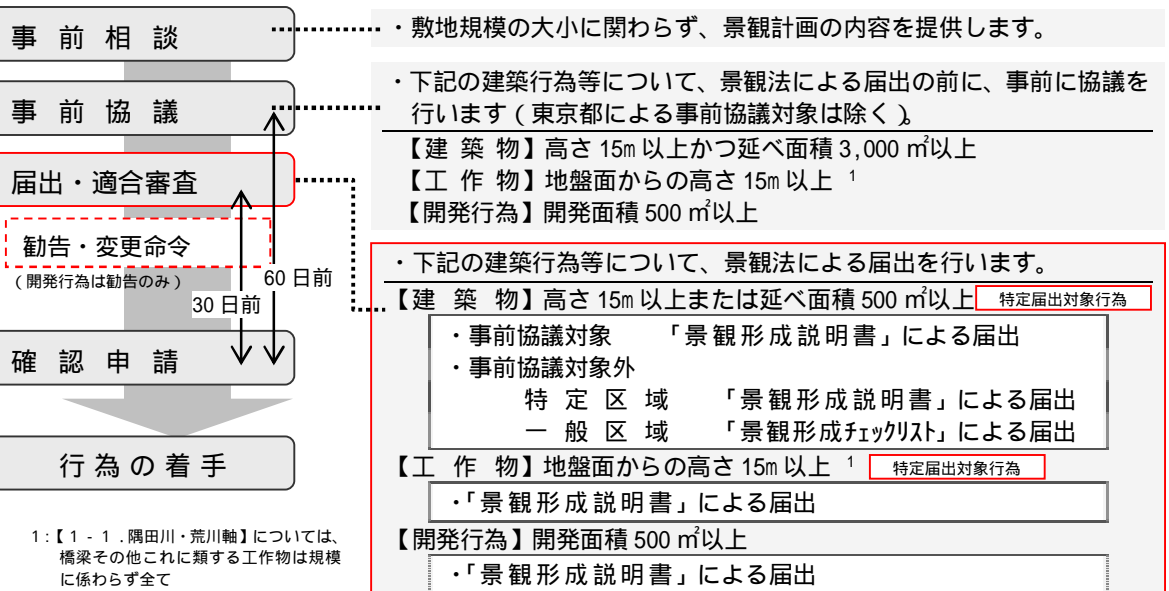 事前相談
・敷地規模の大小に関わらず、景観計画の内容を提供します。
事前協議
・下記の建築行為等について、景観法による届出の前に、事前に協議を
行います（東京都による事前協議対象は除く）。
【建築物】高さ15m以上かつ延べ面積3,000㎡以上
【工作物】地盤面からの高さ15m以上 1
【開発行為】開発面積500㎡以上
届出・適合審査
勧告・変更命令
（開発行為は勧告のみ）
60日前
30日前
確認申請
行為の着手
1：【1-1.隅田川・荒川軸】については、
橋梁その他これに類する工作物は規模
に係わらず全て
・下記の建築行為等について、景観法による届出を行います。
【建築物】高さ15m以上または延べ面積500㎡以上 特定届出対象行為
・事前協議対象 「景観形成説明書」による届出
・事前協議対象外
特定区域 「景観形成説明書」による届出
一般区域 「景観形成ﾁｪｯｸﾘｽﾄ」による届出
【工作物】地盤面からの高さ15m以上 1 特定届出対象行為
・「景観形成説明書」による届出
【開発行為】開発面積500㎡以上
・「景観形成説明書」による届出